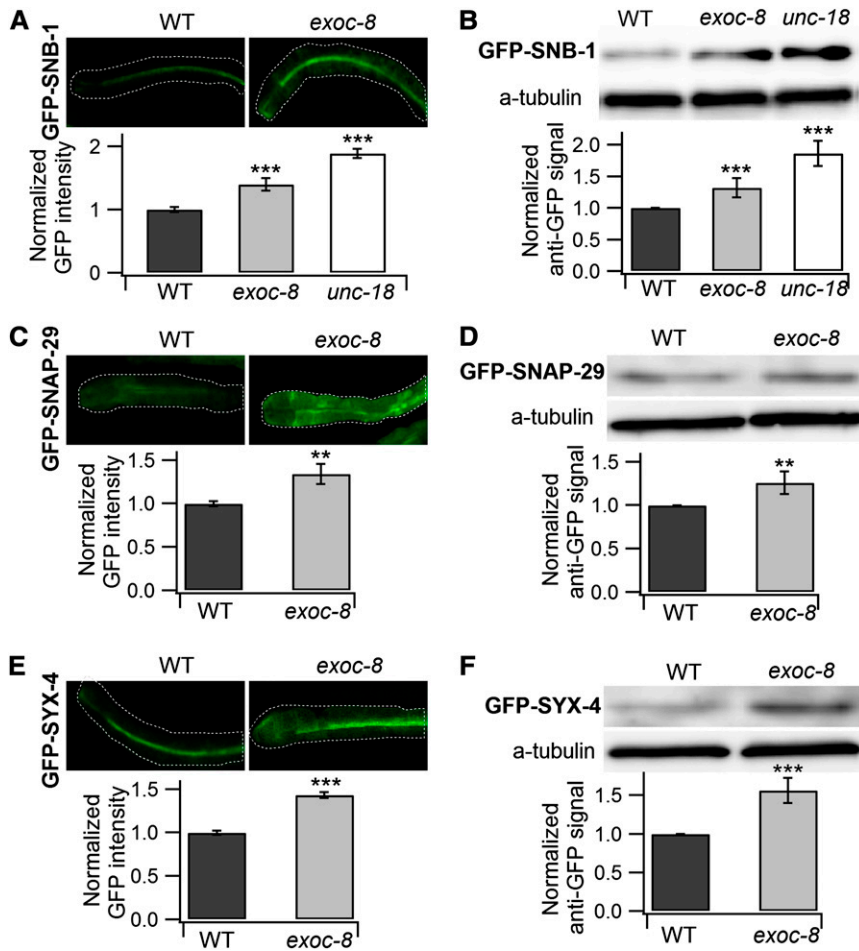 A
WT
exoc-8
GFP-SNB-1
Normalized
GFP intensity
2
1
0
***
***
WT
exoc-8
unc-18
B
WT
exoc-8
unc-18
GFP-SNB-1
a-tubulin
Normalized
anti-GFP signal
2.0
1.5
1.0
0.5
0.0
***
***
WT
exoc-8
unc-18
C
WT
exoc-8
GFP-SNAP-29
Normalized
GFP intensity
1.5
1.0
0.5
0.0
**
WT
exoc-8
D
WT
exoc-8
GFP-SNAP-29
a-tubulin
Normalized
anti-GFP signal
1.5
1.0
0.5
0.0
**
WT
exoc-8
E
WT
exoc-8
GFP-SYX-4
Normalized
GFP intensity
1.5
1.0
0.5
0.0
***
WT
exoc-8
F
WT
exoc-8
GFP-SYX-4
a-tubulin
Normalized
anti-GFP signal
1.5
1.0
0.5
0.0
***
WT
exoc-8